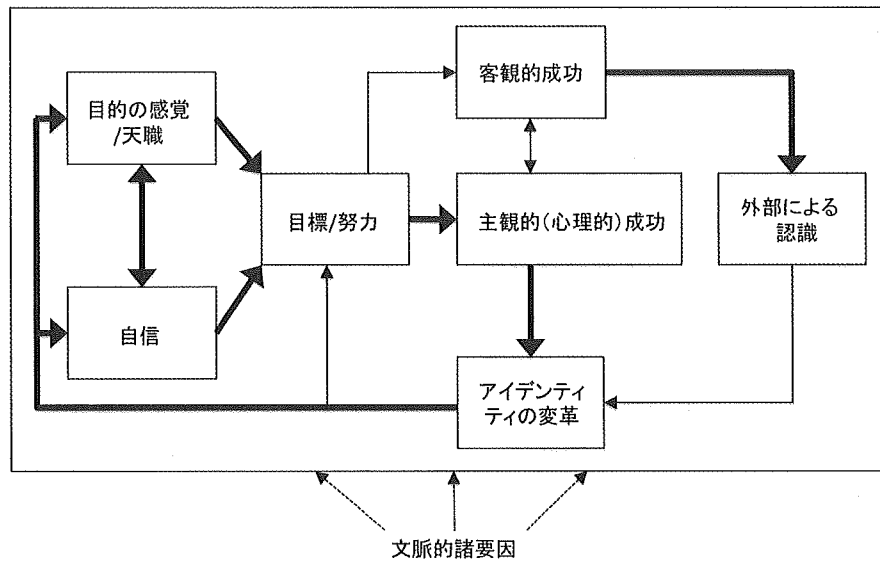 目的の感覚
/天職
自信
目標/努力
客観的成功
主観的(心理的)成功
外部による
認識
アイデンティ
ティの変革
文脈的諸要因